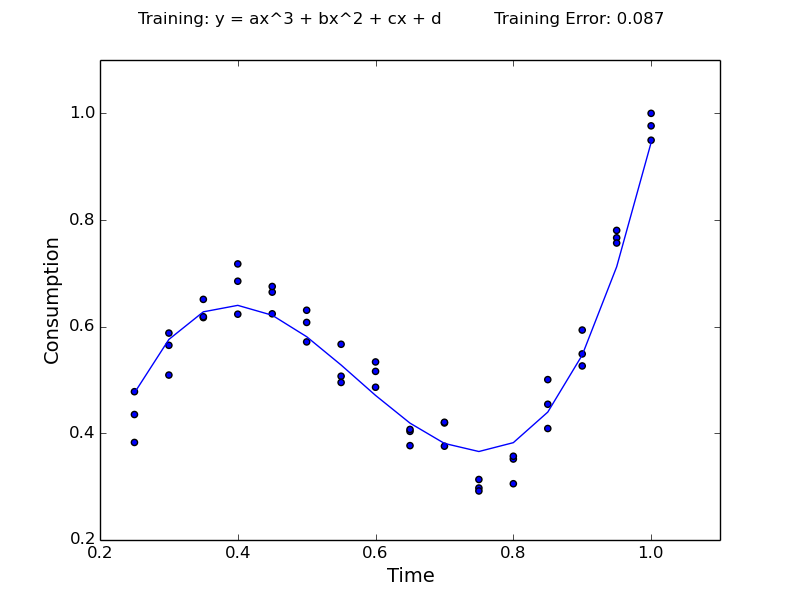 Training: y = ax^3 + bx^2 + cx + d Training Error: 0.087
1.0
0.8
0.6
0.4
0.2
Consumption
0.2 0.4 0.6 0.8 1.0
Time